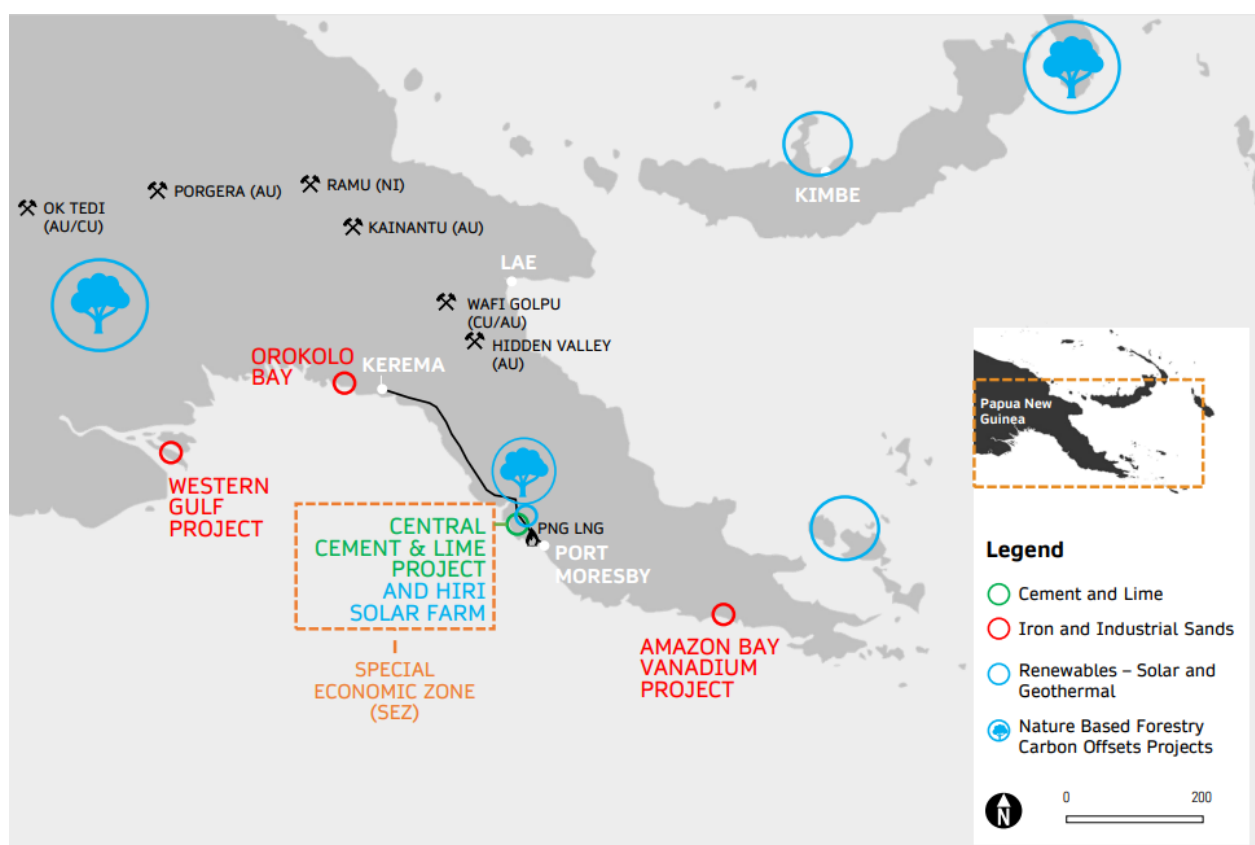 PORGERA (AU)
RAMU (NI)
OK TEDI
(AU/CU)
KAINANTU (AU)
KIMBE
LAE
WAFI GOLPU
(CU/AU)
HIDDEN VALLEY
(AU)
OROKOLO
BAY
KEREMA
WESTERN
GULF
PROJECT
CENTRAL
CEMENT & LIME
PROJECT
AND HIRI
SOLAR FARM
PNG LNG
PORT
MORESBY
SPECIAL
ECONOMIC ZONE
(SEZ)
AMAZON BAY
VANADIUM
PROJECT
Papua New
Guinea
Legend
Cement and Lime
Iron and Industrial Sands
Renewables – Solar and
Geothermal
Nature Based Forestry
Carbon Offsets Projects
N
0 200